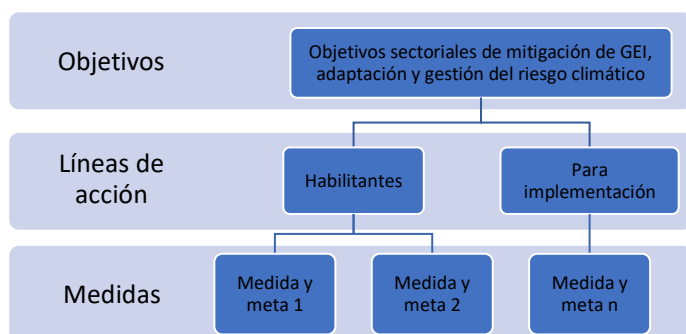 Objetivos
Objetivos sectoriales de mitigación de GEI,
adaptación y gestión del riesgo climático
Líneas de
acción
Habilitantes
Para
implementación
Medidas
Medida y
meta 1
Medida y
meta 2
Medida y
meta n